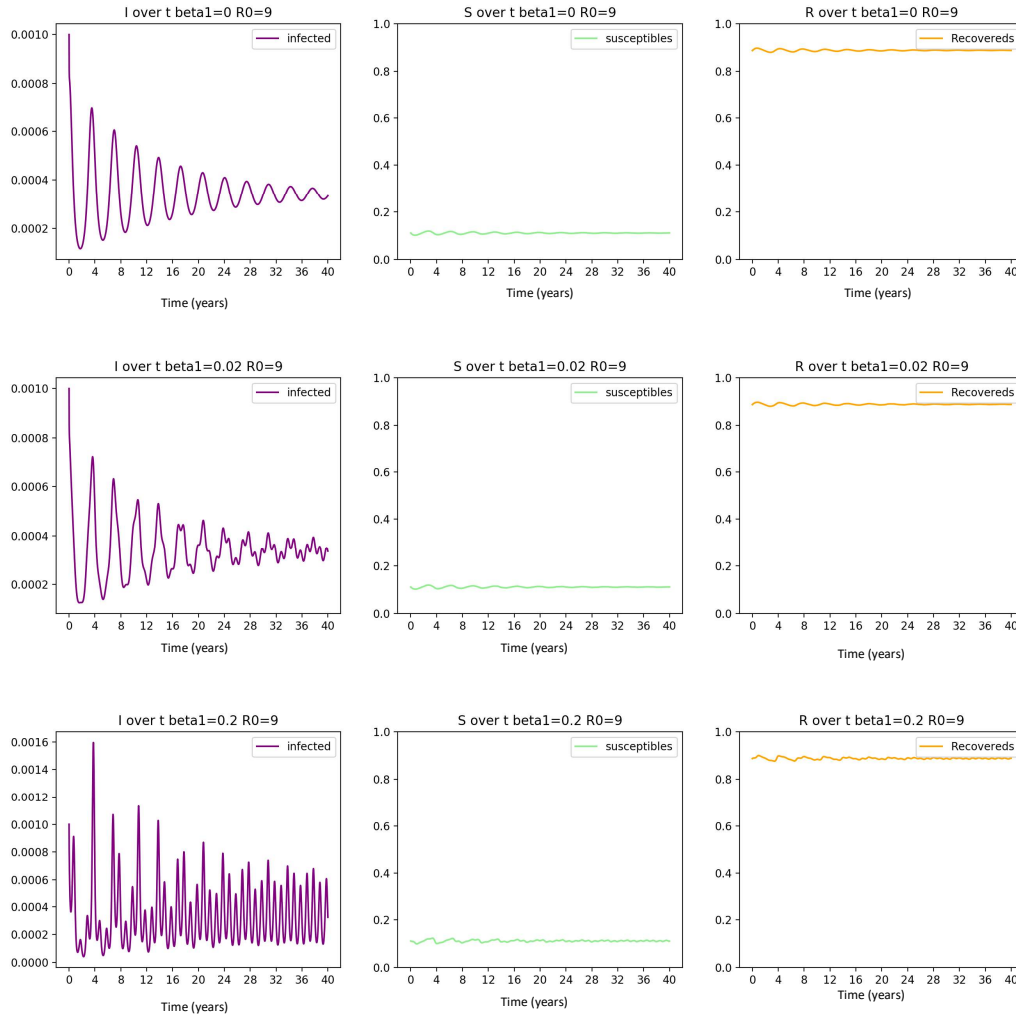 I over t beta1=0 R0=9
infected
0.0010
0.0008
0.0006
0.0004
0.0002
0 4 8 12 16 20 24 28 32 36 40
Time (years)
S over t beta1=0 R0=9
susceptibles
1.0
0.8
0.6
0.4
0.2
0.0
0 4 8 12 16 20 24 28 32 36 40
Time (years)
R over t beta1=0 R0=9
Recovereds
1.0
0.8
0.6
0.4
0.2
0.0
0 4 8 12 16 20 24 28 32 36 40
Time (years)
I over t beta1=0.02 R0=9
infected
0.0010
0.0008
0.0006
0.0004
0.0002
0 4 8 12 16 20 24 28 32 36 40
Time (years)
S over t beta1=0.02 R0=9
susceptibles
1.0
0.8
0.6
0.4
0.2
0.0
0 4 8 12 16 20 24 28 32 36 40
Time (years)
R over t beta1=0.02 R0=9
Recovereds
1.0
0.8
0.6
0.4
0.2
0.0
0 4 8 12 16 20 24 28 32 36 40
Time (years)
I over t beta1=0.2 R0=9
infected
0.0016
0.0014
0.0012
0.0010
0.0008
0.0006
0.0004
0.0002
0.0000
0 4 8 12 16 20 24 28 32 36 40
Time (years)
S over t beta1=0.2 R0=9
susceptibles
1.0
0.8
0.6
0.4
0.2
0.0
0 4 8 12 16 20 24 28 32 36 40
Time (years)
R over t beta1=0.2 R0=9
Recovereds
1.0
0.8
0.6
0.4
0.2
0.0
0 4 8 12 16 20 24 28 32 36 40
Time (years)